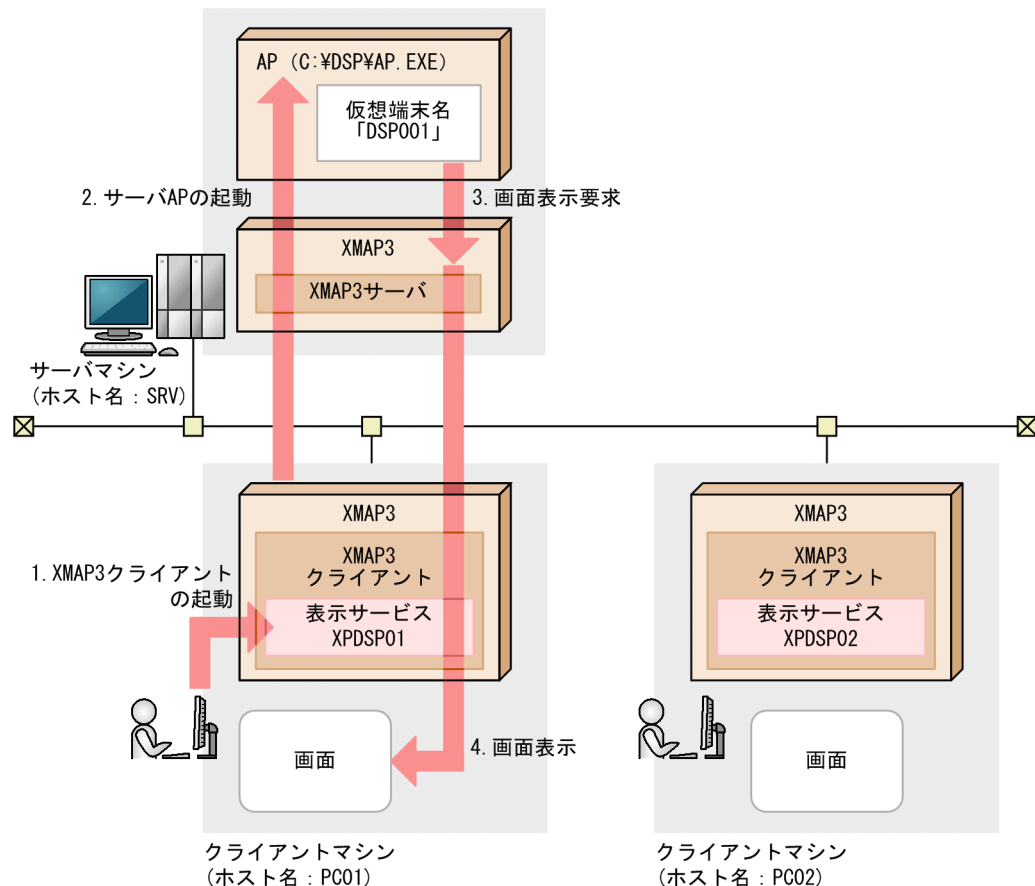 AP (C:¥DSP¥AP.EXE)
仮想端末名
「DSP001」
2.サーバAPの起動
3.画面表示要求
XMAP3
XMAP3サーバ
サーバマシン
(ホスト名:SRV)
XMAP3
XMAP3
クライアント
表示サービス
XPDSP01
1.XMAP3クライアント
の起動
画面
4.画面表示
クライアントマシン
(ホスト名:PC01)
XMAP3
XMAP3
クライアント
表示サービス
XPDSP02
画面
クライアントマシン
(ホスト名:PC02)